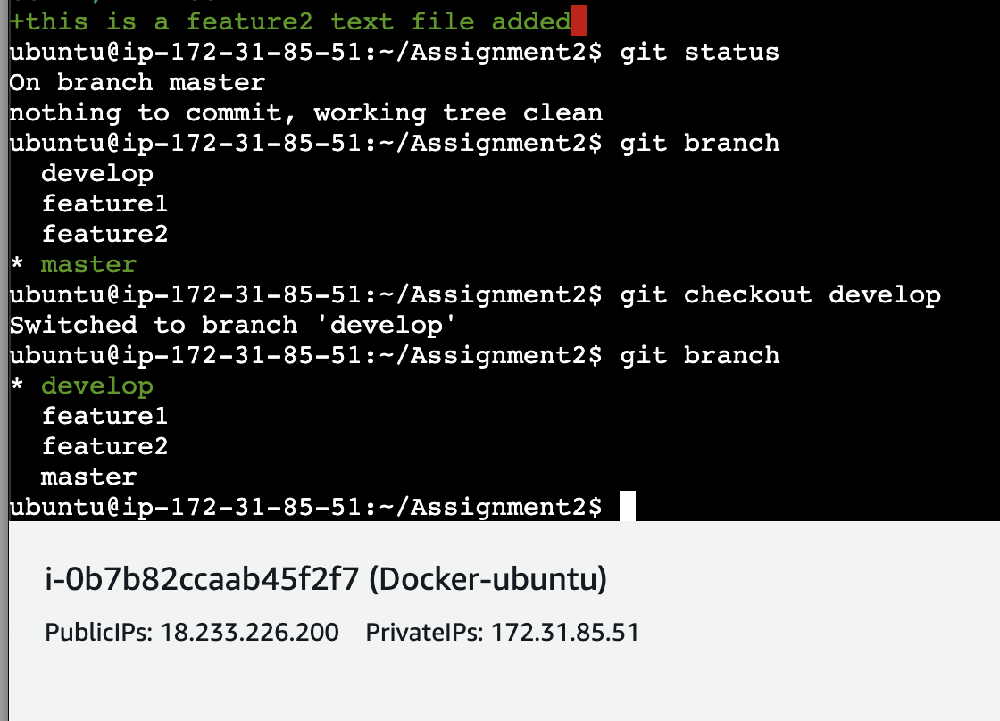 +this is a feature2 text file added
ubuntu@ip-172-31-85-51:~/Assignment2$ git status
On branch master
nothing to commit, working tree clean
ubuntu@ip-172-31-85-51:~/Assignment2$ git branch
  develop
  feature1
  feature2
* master
ubuntu@ip-172-31-85-51:~/Assignment2$ git checkout develop
Switched to branch 'develop'
ubuntu@ip-172-31-85-51:~/Assignment2$ git branch
* develop
  feature1
  feature2
  master
ubuntu@ip-172-31-85-51:~/Assignment2$
i-0b7b82ccaab45f2f7 (Docker-ubuntu)
PublicIPs: 18.233.226.200 PrivateIPs: 172.31.85.51